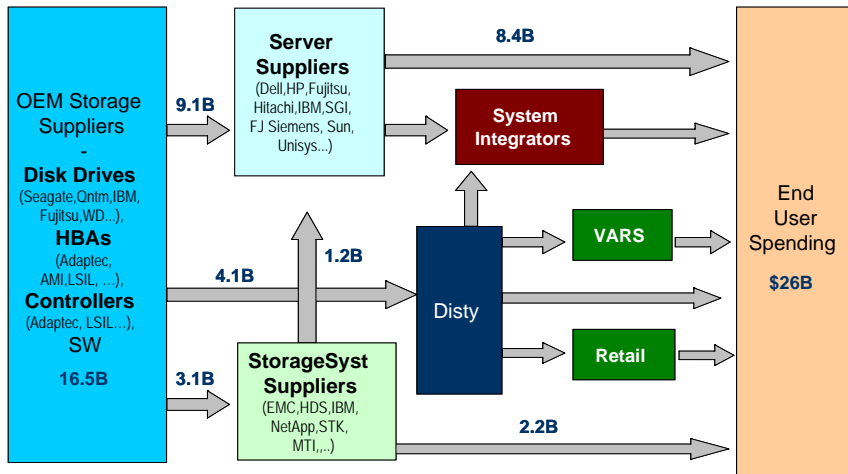 OEM Storage
Suppliers
-
Disk Drives
(Seagate,Qntm,IBM,
Fujitsu,WD...),
HBAs
(Adaptec,
AMI,LSIL, ...),
Controllers
(Adaptec, LSIL...),
SW
16.5B
9.1B
4.1B
3.1B
Server
Suppliers
(Dell,HP,Fujitsu,
Hitachi,IBM,SGI,
FJ Siemens, Sun,
Unisys...)
1.2B
StorageSyst
Suppliers
(EMC,HDS,IBM,
NetApp,STK,
MTI,,..)
8.4B
System
Integrators
Disty
VARS
Retail
2.2B
End
User
Spending
$26B